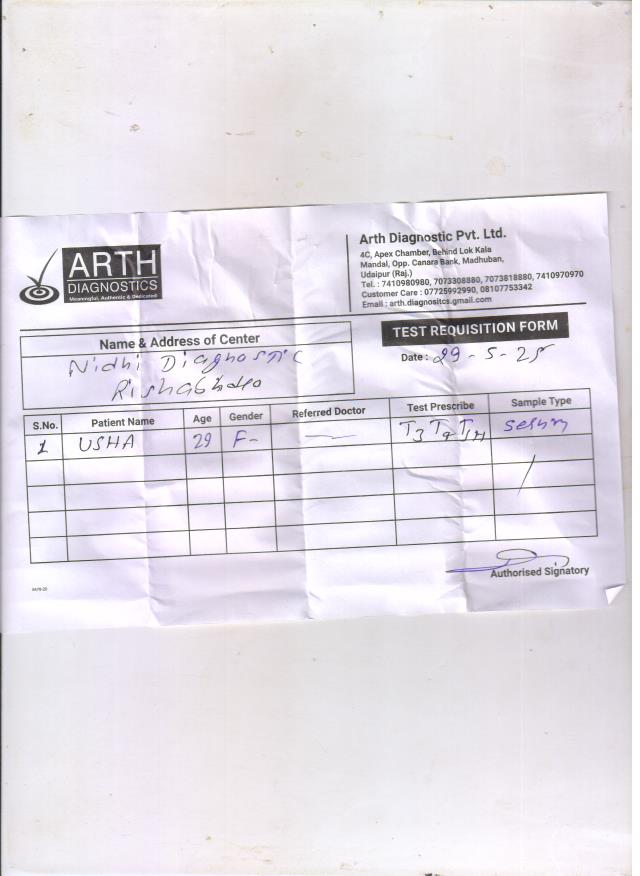 ARTH
DIAGNOSTICS
Meaningful, Authentic & Dedicated
Arth Diagnostic Pvt. Ltd.
4C, Apex Chamber, Behind Lok Kala
Mandal, Opp. Canara Bank, Madhuban,
Udaipur (Raj.)
Tel. : 7410980980, 7073308880, 7073818880, 7410970970
Customer Care : 07725992990, 08107753342
Email : arth.diagnositcs.gmail.com
TEST REQUISITION FORM
Name & Address of Center
Nidhi Diagnostic
Date : 29-5-25
S.No. Patient Name Age Gender Referred Doctor Test Prescribe Sample Type
1 USHA 29 F- — T3 T4 TSH serum
Authorised Signatory